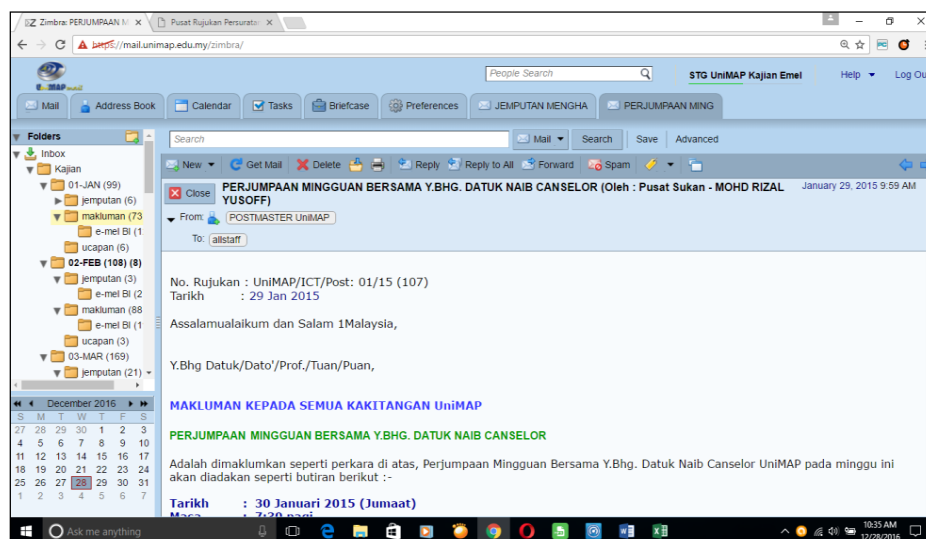 Zimbra: PERJUMPAAN M
Pusat Rujukan Persurata
https://mail.unimap.edu.my/zimbra/
UniMAP email
People Search
STG UniMAP Kajian Emel
Help
Log Ou
Mail
Address Book
Calendar
Tasks
Briefcase
Preferences
JEMPUTAN MENGHA
PERJUMPAAN MING
Folders
Search
Mail
Search
Save
Advanced
Inbox
Kajian
01-JAN (99)
jemputan (6)
makluman (73
e-mel BI (1
ucapan (6)
02-FEB (108) (8)
jemputan (3)
e-mel BI (2
makluman (88
e-mel BI (1
ucapan (3)
03-MAR (169)
jemputan (21)
New
Get Mail
Delete
Reply
Reply to All
Forward
Spam
Close
PERJUMPAAN MINGGUAN BERSAMA Y.BHG. DATUK NAIB CANSELOR (Oleh : Pusat Sukan - MOHD RIZAL
YUSOFF)
January 29, 2015 9:59 AM
From: POSTMASTER UniMAP
To: allstaff
No. Rujukan : UniMAP/ICT/Post: 01/15 (107)
Tarikh : 29 Jan 2015
Assalamualaikum dan Salam 1Malaysia,
Y.Bhg Datuk/Dato'/Prof./Tuan/Puan,
MAKLUMAN KEPADA SEMUA KAKITANGAN UniMAP
PERJUMPAAN MINGGUAN BERSAMA Y.BHG. DATUK NAIB CANSELOR
Adalah dimaklumkan seperti perkara di atas, Perjumpaan Mingguan Bersama Y.Bhg. Datuk Naib Canselor UniMAP pada minggu ini
akan diadakan seperti butiran berikut :-
Tarikh : 30 Januari 2015 (Jumaat)
Masa : 7:30 pagi
December 2016
S M T W T F S
27 28 29 30 1 2 3
4 5 6 7 8 9 10
11 12 13 14 15 16 17
18 19 20 21 22 23 24
25 26 27 28 29 30 31
1 2 3 4 5 6 7
Ask me anything
10:35 AM
12/28/2016